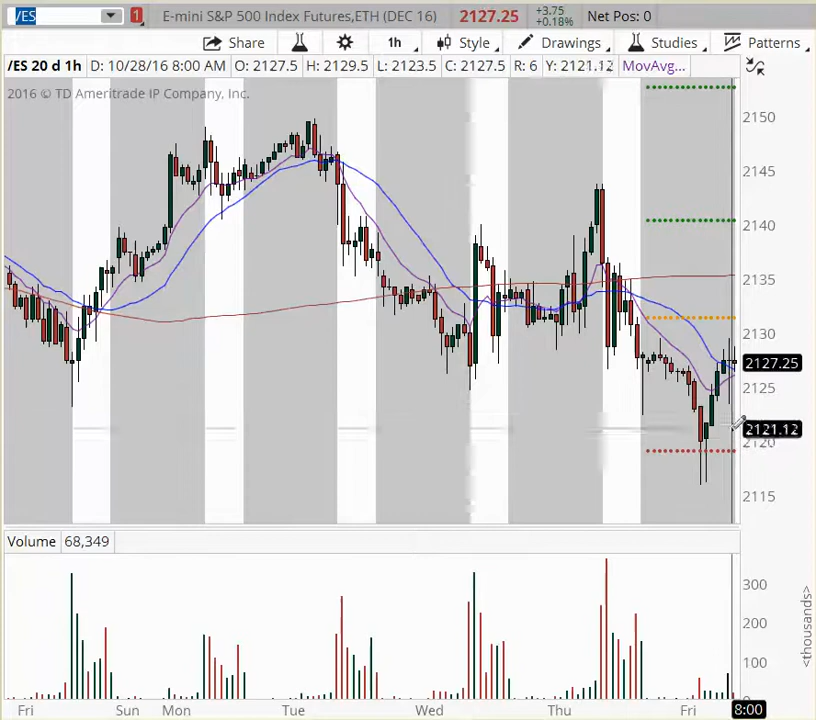 /ES 1 E-mini S&P 500 Index Futures,ETH (DEC 16) 2127.25 +3.75 +0.18% Net Pos: 0
Share 1h Style Drawings Studies Patterns
/ES 20 d 1h D: 10/28/16 8:00 AM O: 2127.5 H: 2129.5 L: 2123.5 C: 2127.5 R: 6 Y: 2121.12 MovAvg...
2016 © TD Ameritrade IP Company, Inc.
2150
2145
2140
2135
2130
2127.25
2125
2121.12
2120
2115
Volume 68,349
300
200
100
<thousands>
Fri Sun Mon Tue Wed Thu Fri 8:00